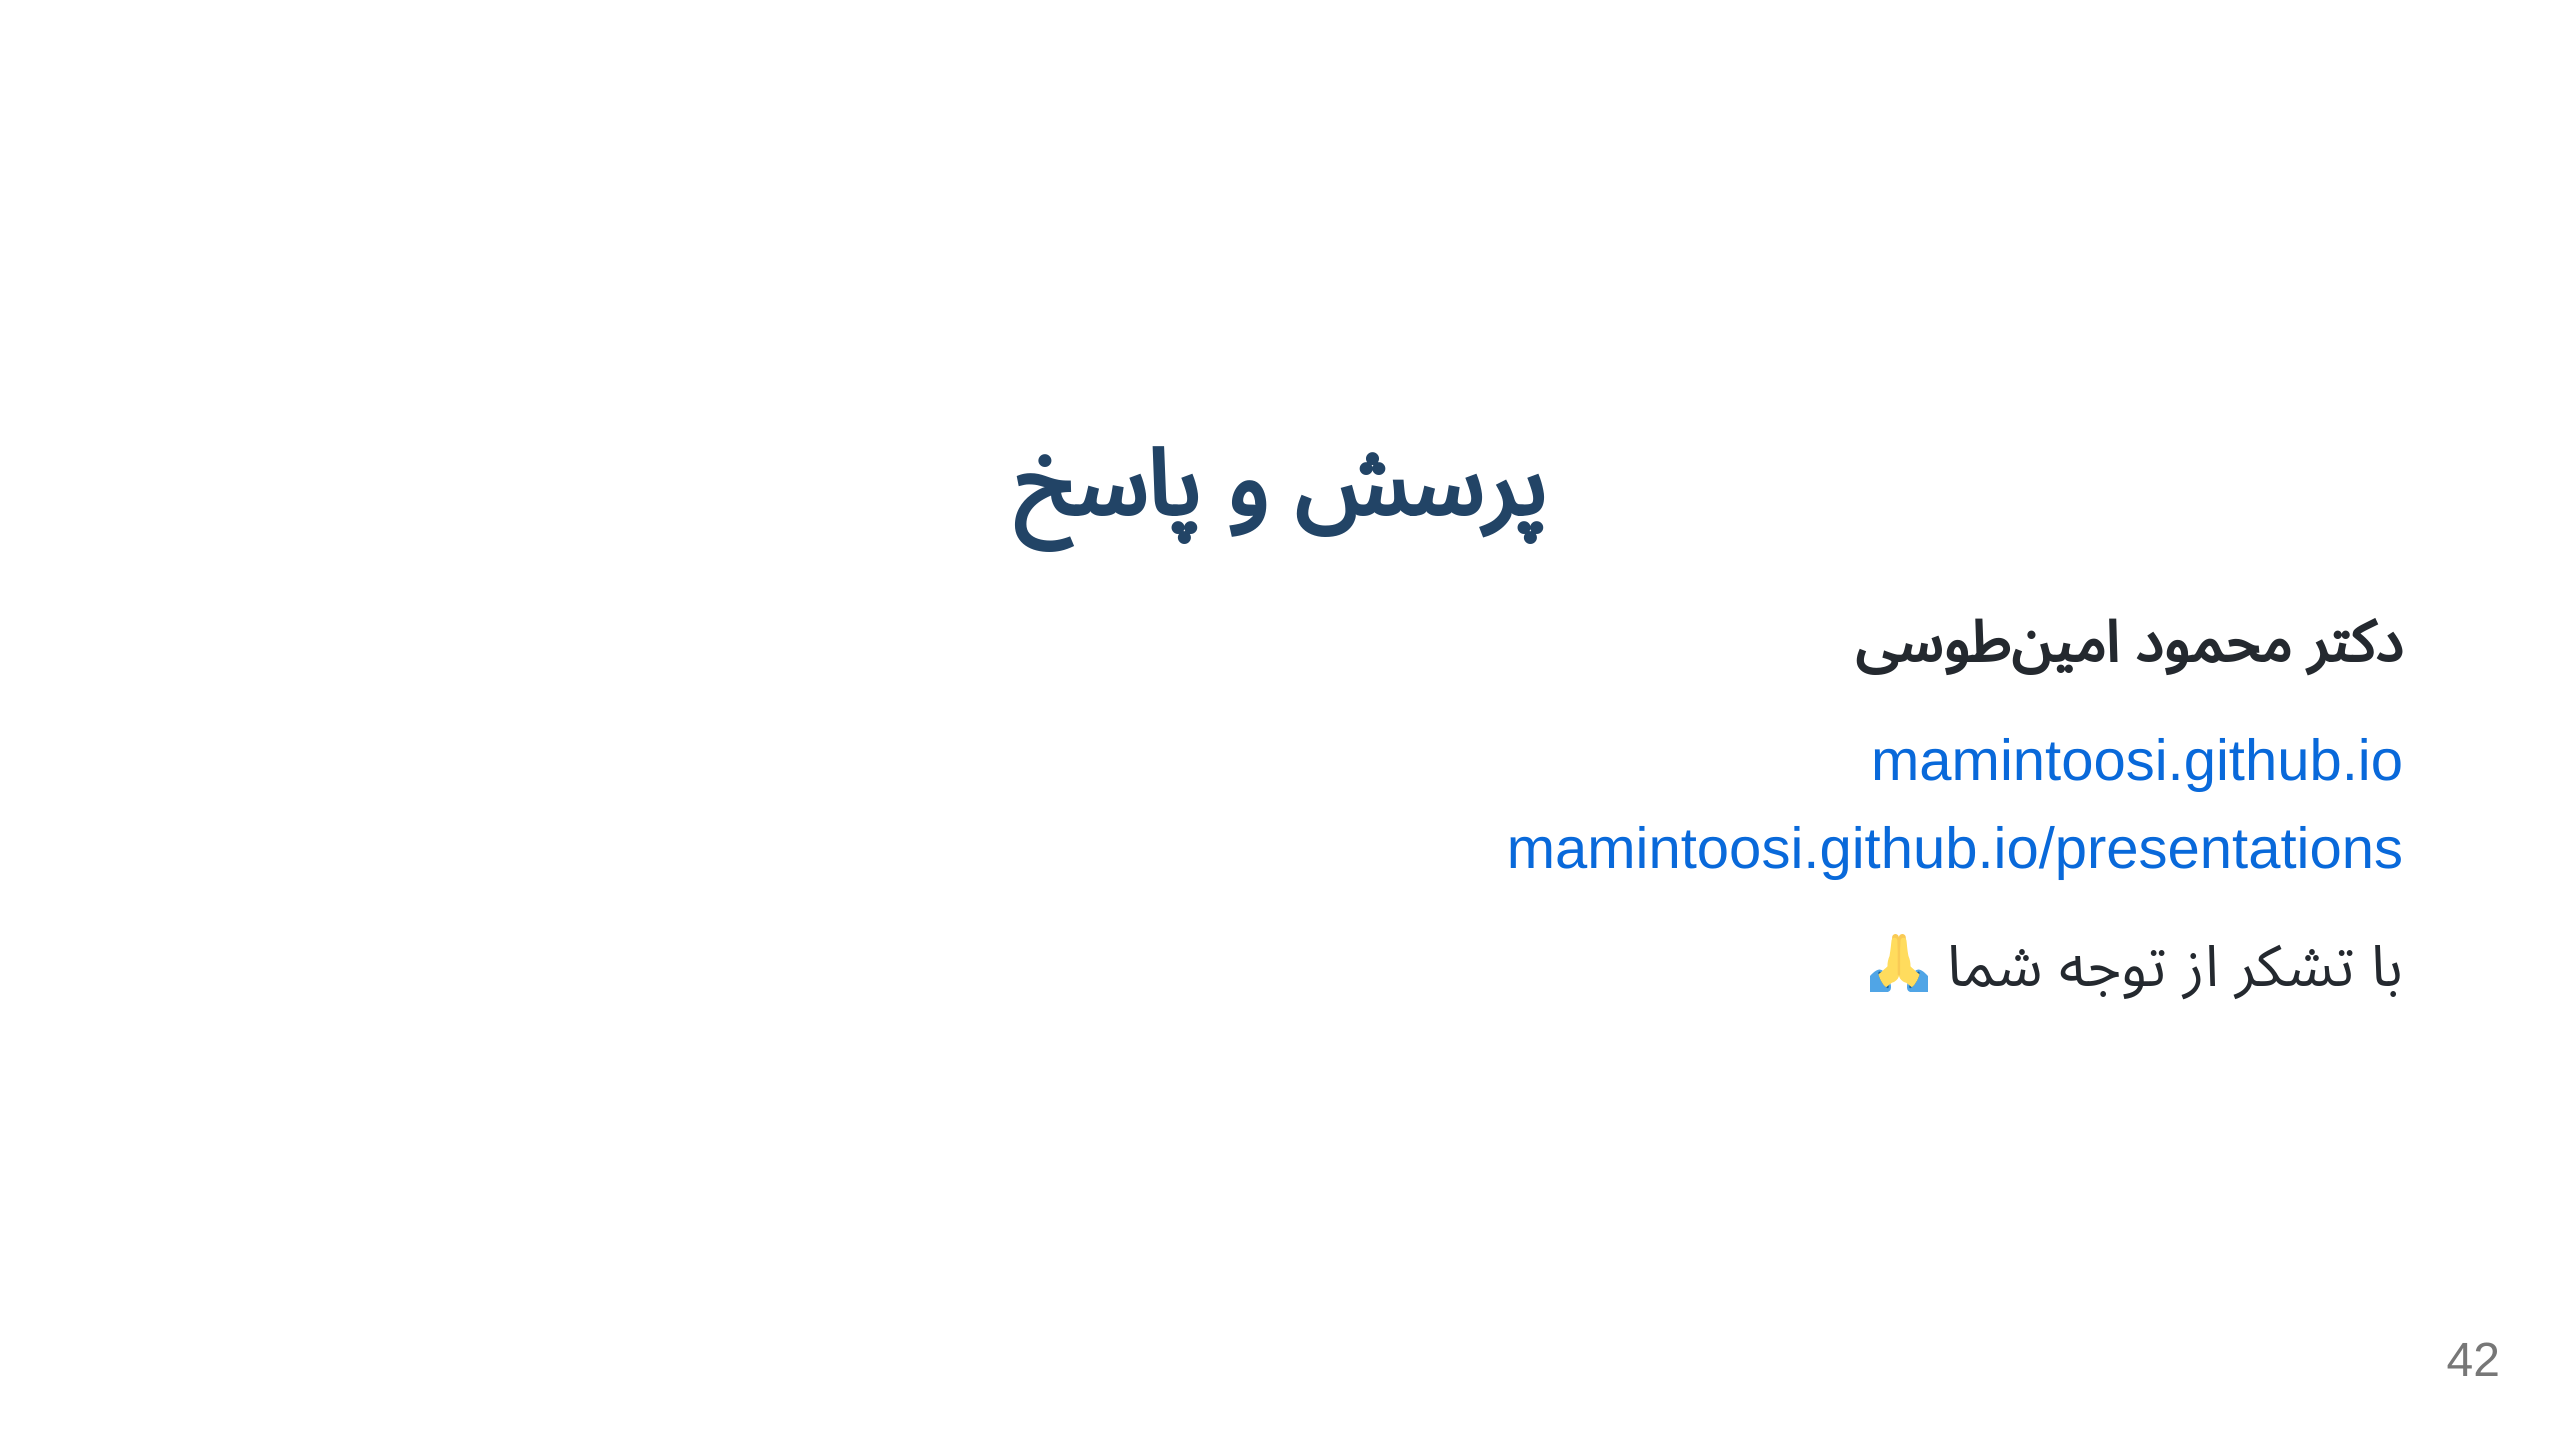 پرسش و پاسخ
دکتر محمود امین‌طوسی
mamintoosi.github.io
mamintoosi.github.io/presentations
با تشکر از توجه شما 🙏
42